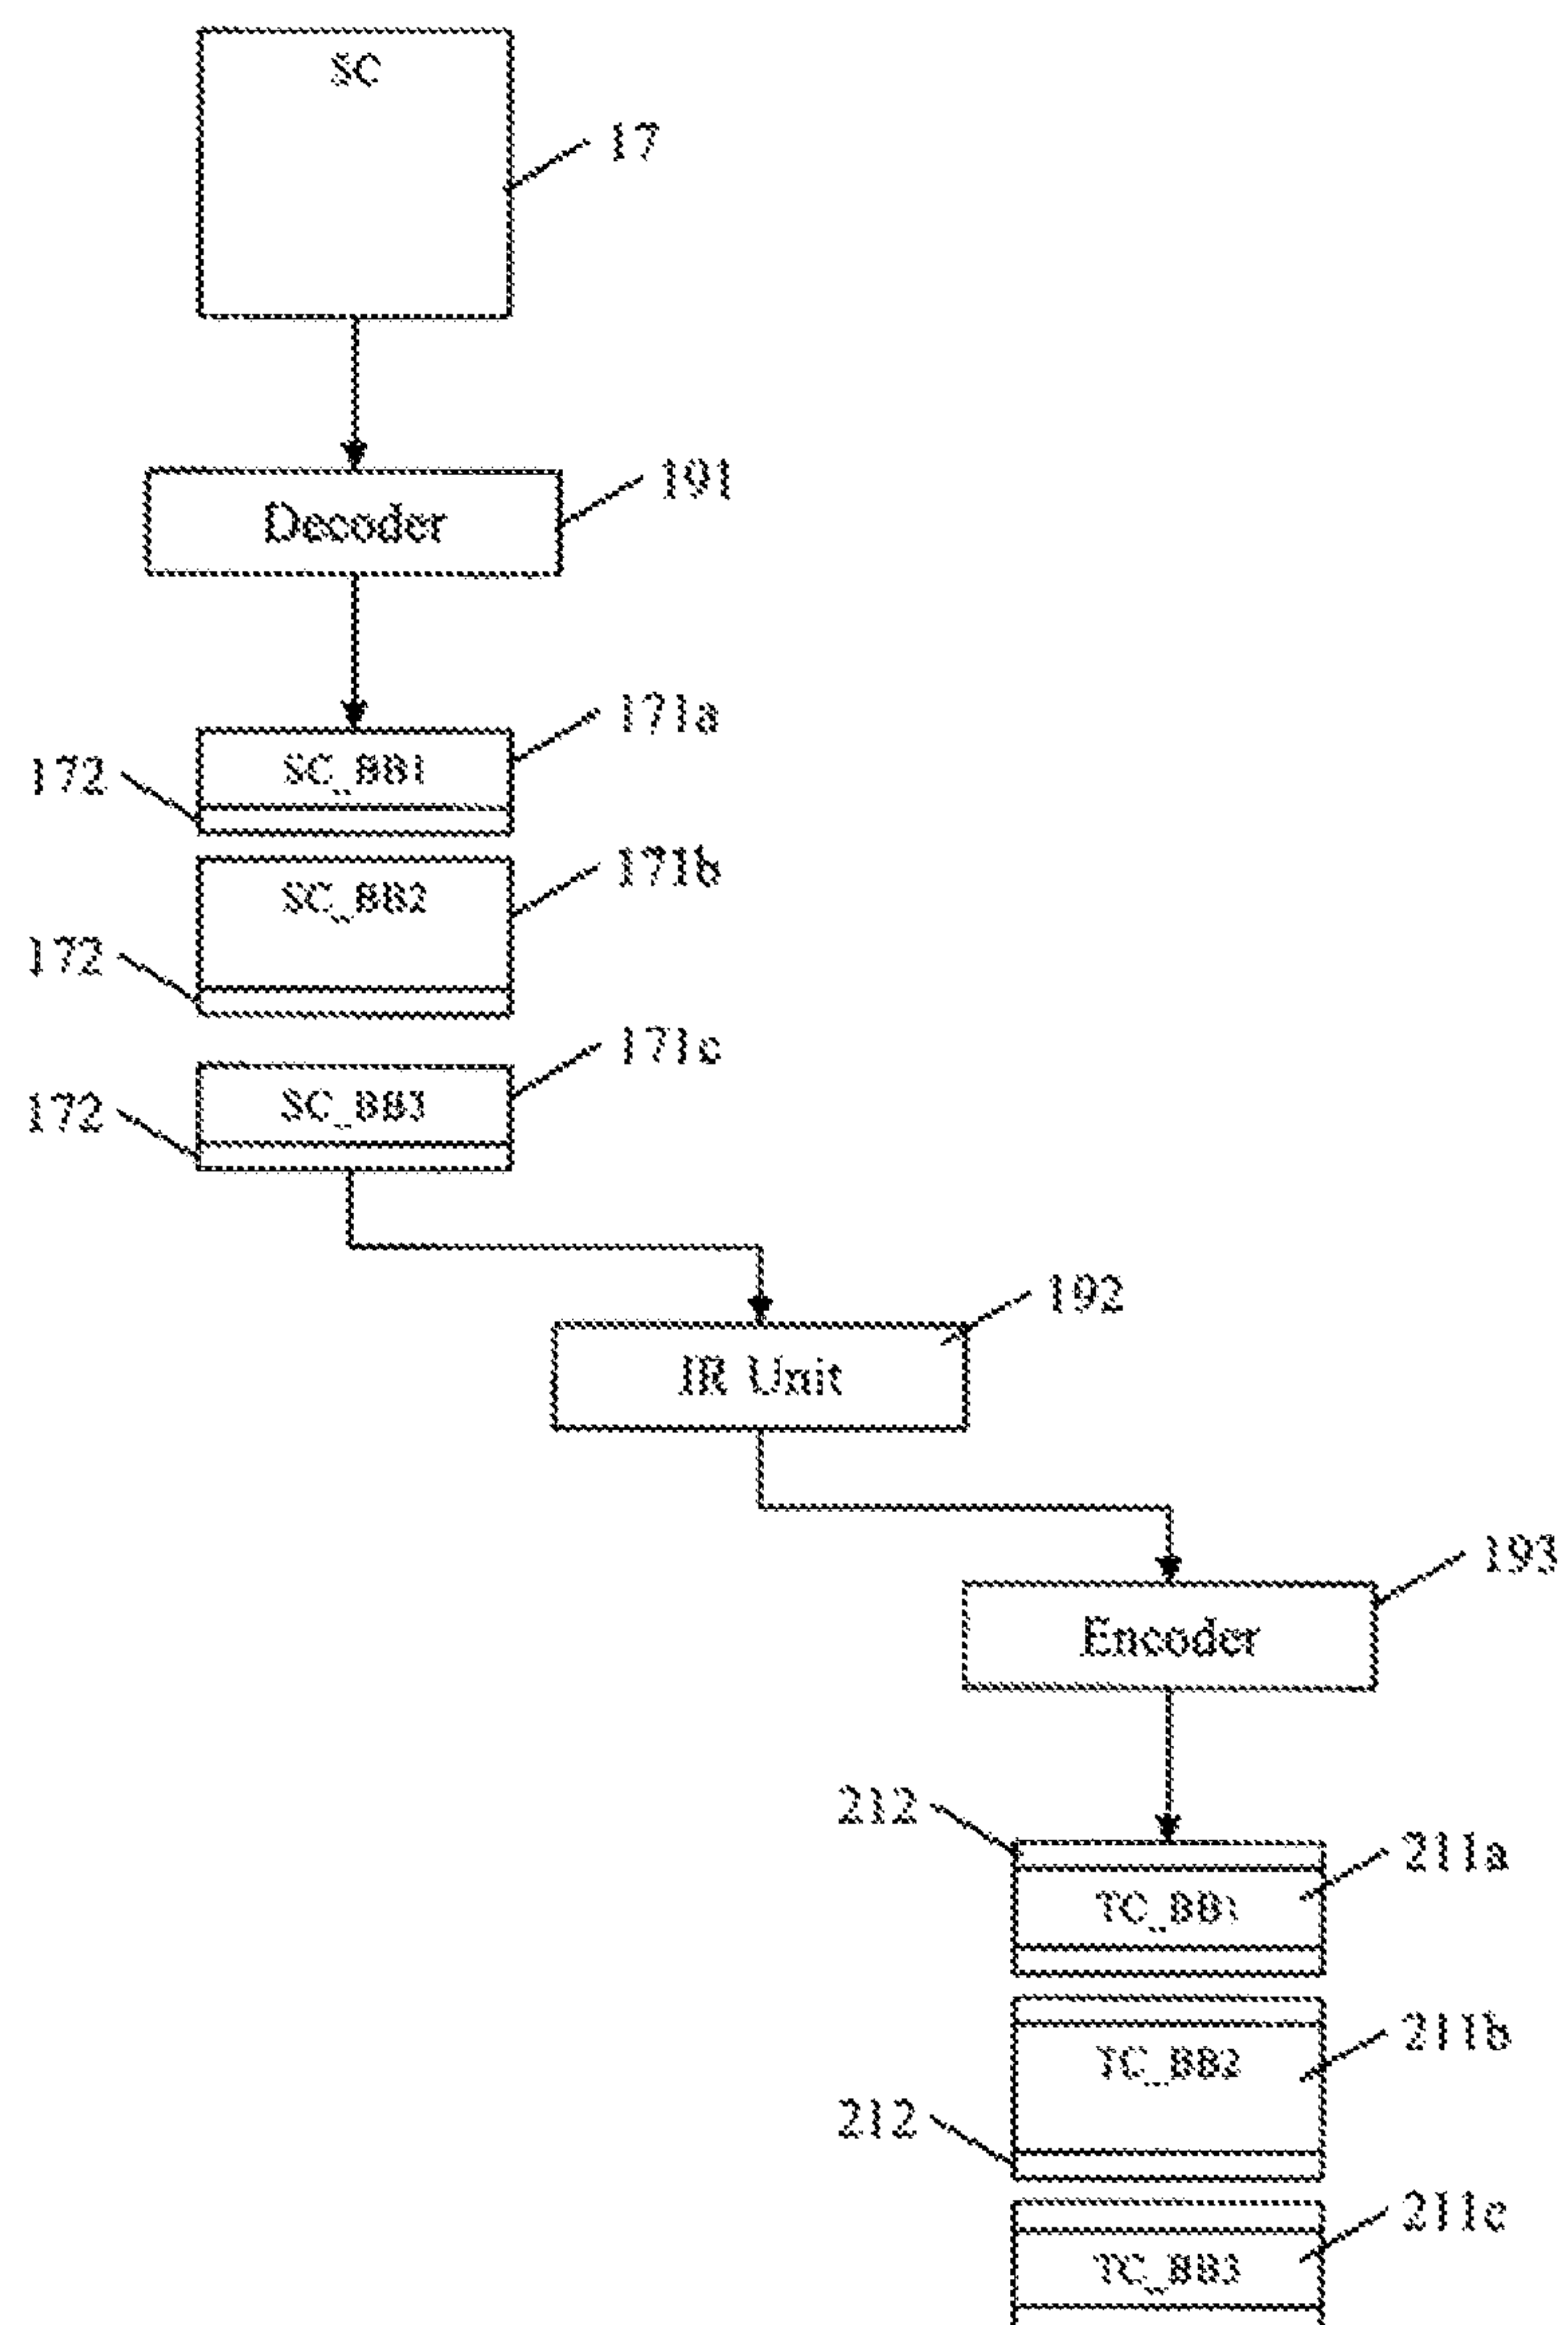 SC
17
191
Decoder
171a
SC_BB1
172
171b
SC_BB2
172
171c
SC_BB3
172
192
IR Unit
193
Encoder
212
211a
TC_BB1
211b
TC_BB2
212
211c
TC_BB3